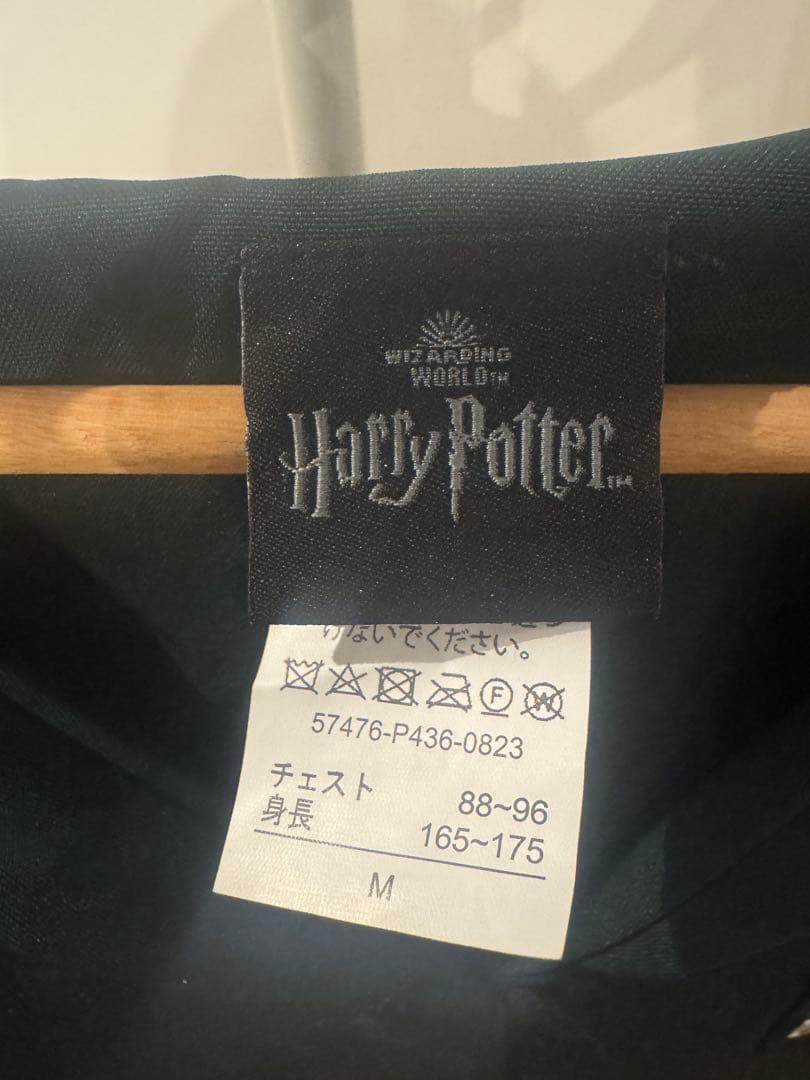 WIZARDING
WORLD™
Harry Potter™
けないでください。
F W
57476-P436-0823
チェスト 88~96
身長 165~175
M